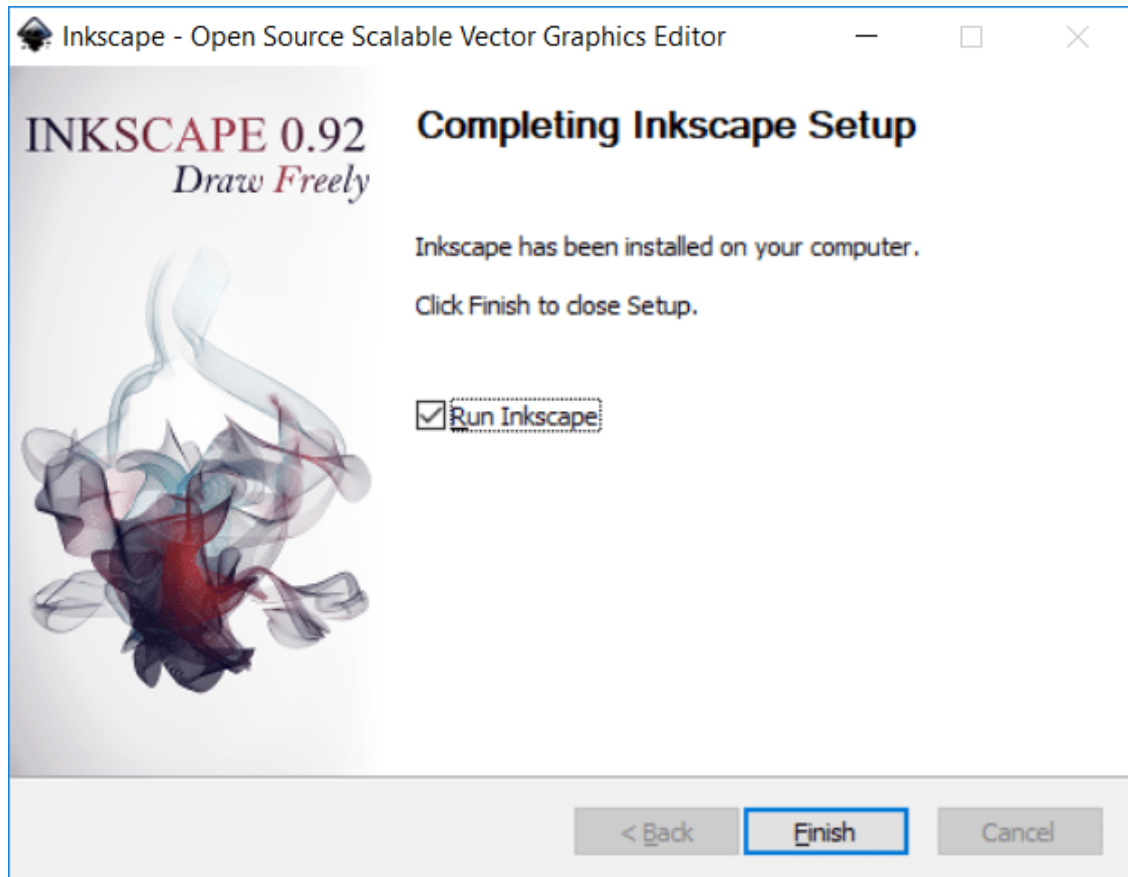 Inkscape - Open Source Scalable Vector Graphics Editor
INKSCAPE 0.92
Draw Freely
Completing Inkscape Setup
Inkscape has been installed on your computer.
Click Finish to close Setup.
Run Inkscape
< Back
Finish
Cancel